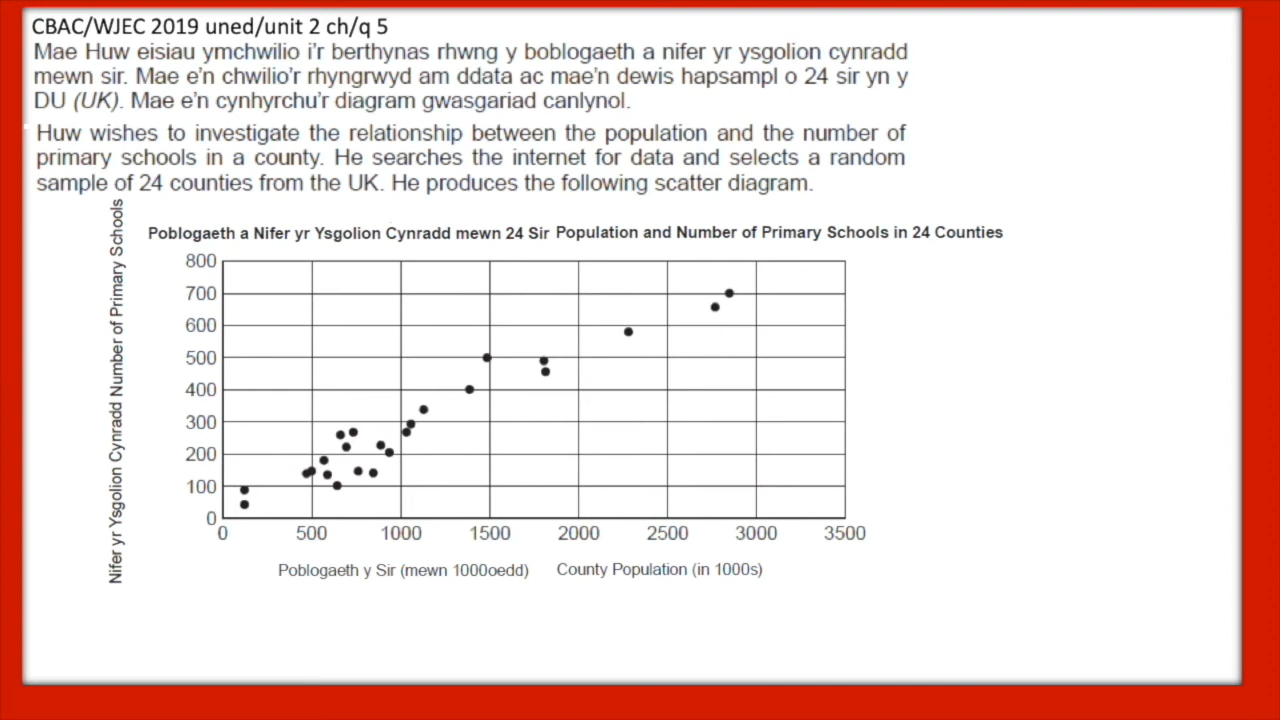 CBAC/WJEC 2019 uned/unit 2 ch/q 5
Mae Huw eisiau ymchwilio i'r berthynas rhwng y boblogaeth a nifer yr ysgolion cynradd
mewn sir. Mae e'n chwilio'r rhyngrwyd am ddata ac mae'n dewis hapsampl o 24 sir yn y
DU (UK). Mae e'n cynhyrchu'r diagram gwasgariad canlynol.
Huw wishes to investigate the relationship between the population and the number of
primary schools in a county. He searches the internet for data and selects a random
sample of 24 counties from the UK. He produces the following scatter diagram.
Poblogaeth a Nifer yr Ysgolion Cynradd mewn 24 Sir Population and Number of Primary Schools in 24 Counties
Nifer yr Ysgolion Cynradd Number of Primary Schools
800
700
600
500
400
300
200
100
0
0 500 1000 1500 2000 2500 3000 3500
Poblogaeth y Sir (mewn 1000oedd) County Population (in 1000s)